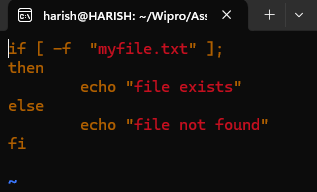 harish@HARISH: ~/Wipro/Ass
if [ -f  "myfile.txt" ];
then
        echo "file exists"
else
        echo "file not found"
fi
~